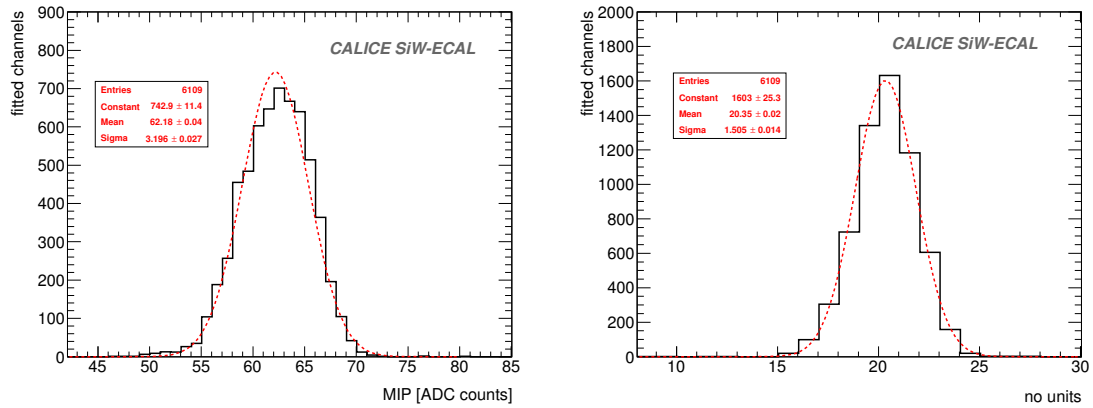 fitted channels
900
800
700
600
500
400
300
200
100
0
CALICE SiW-ECAL
Entries 6109
Constant 742.9 ± 11.4
Mean 62.18 ± 0.04
Sigma 3.196 ± 0.027
45 50 55 60 65 70 75 80 85
MIP [ADC counts]
fitted channels
2000
1800
1600
1400
1200
1000
800
600
400
200
0
CALICE SiW-ECAL
Entries 6109
Constant 1603 ± 25.3
Mean 20.35 ± 0.02
Sigma 1.505 ± 0.014
10 15 20 25 30
no units